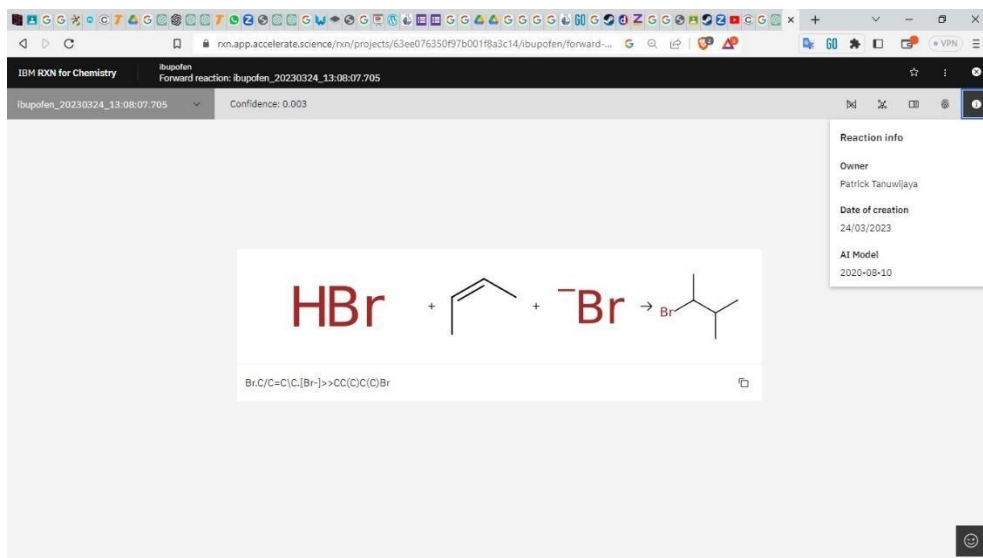 rxn.app.accelerate.science/rxn/projects/63ee076350f97b001f8a3c14/ibupofen/forward-...
VPN
IBM RXN for Chemistry
ibupofen
Forward reaction: ibupofen_20230324_13:08:07.705
ibupofen_20230324_13:08:07.705
Confidence: 0.003
Reaction info
Owner
Patrick Tanuwijaya
Date of creation
24/03/2023
AI Model
2020-08-10
HBr + + ⁻Br → Br
Br.C/C=C\C.[Br-]>>CC(C)C(C)Br